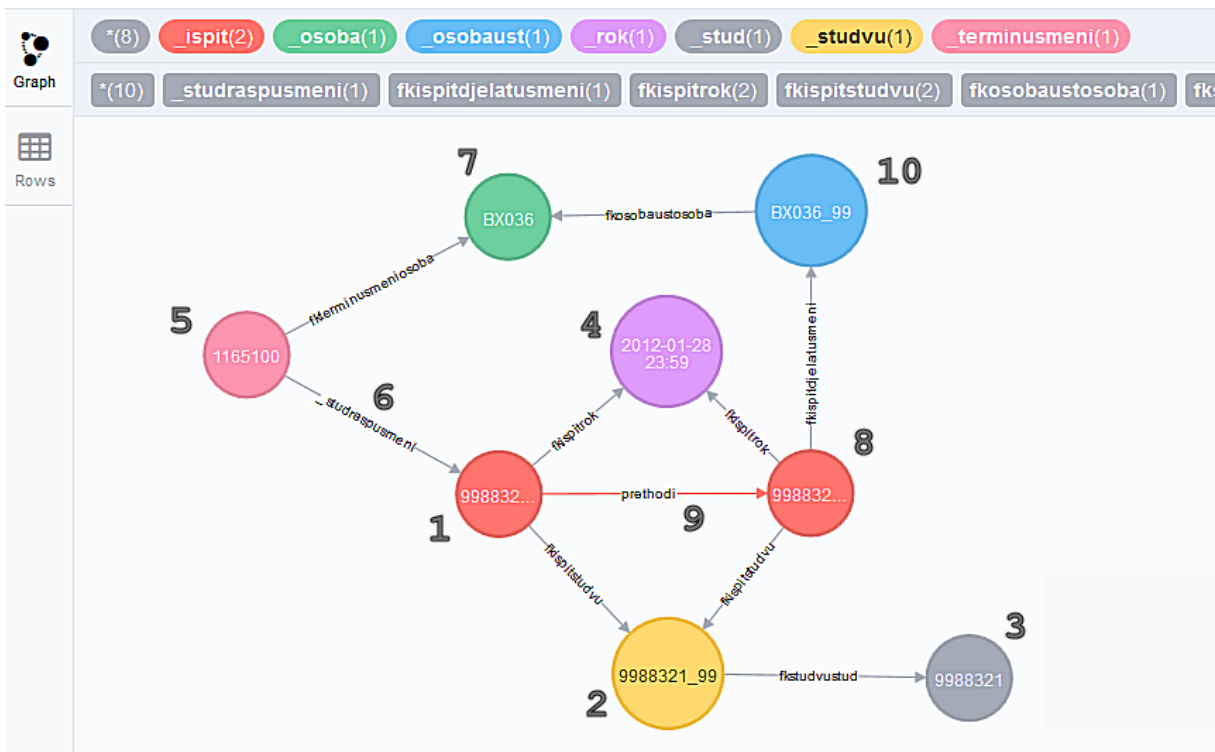 Graph
Rows
*(8) _ispit(2) _osoba(1) _osobaust(1) _rok(1) _stud(1) _studvu(1) _terminusmeni(1)
*(10) _studraspusmeni(1) fkispitdjelatusmeni(1) fkispitrok(2) fkispitstudvu(2) fkosobaustosoba(1)
7
10
BX036
fkosobaustosoba
BX036_99
fkterminusmeniosoba
5
4
1165100
2012-01-28
23:59
fkispitdjelatusmeni
6
_studraspusmeni
fkispitrok
fkispitrok
8
998832...
prethodi
998832...
1
9
fkispitstudvu
fkispitstudvu
3
9988321_99
fkstudvustud
9988321
2